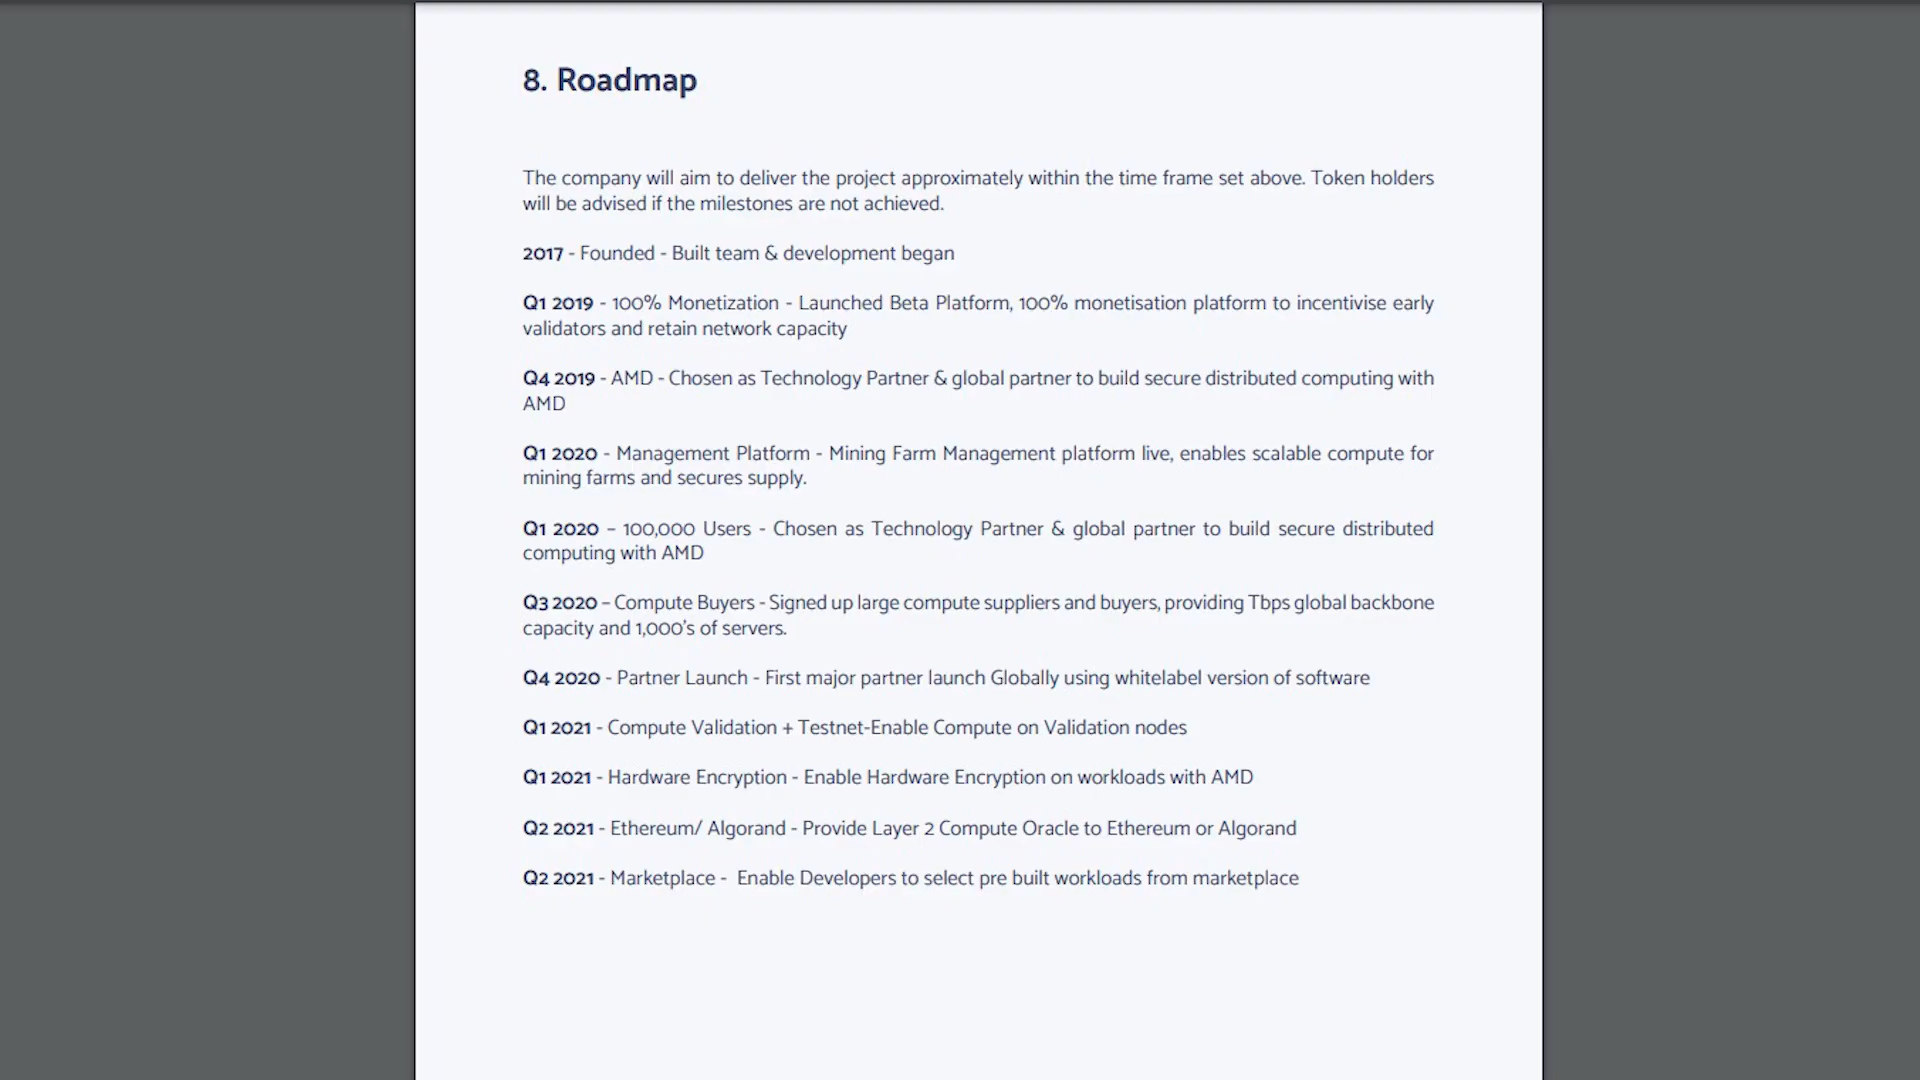 8. Roadmap
The company will aim to deliver the project approximately within the time frame set above. Token holders
will be advised if the milestones are not achieved.
2017 - Founded - Built team & development began
Q1 2019 - 100% Monetization - Launched Beta Platform, 100% monetisation platform to incentivise early
validators and retain network capacity
Q4 2019 - AMD - Chosen as Technology Partner & global partner to build secure distributed computing with
AMD
Q1 2020 - Management Platform - Mining Farm Management platform live, enables scalable compute for
mining farms and secures supply.
Q1 2020 – 100,000 Users - Chosen as Technology Partner & global partner to build secure distributed
computing with AMD
Q3 2020 – Compute Buyers - Signed up large compute suppliers and buyers, providing Tbps global backbone
capacity and 1,000's of servers.
Q4 2020 - Partner Launch - First major partner launch Globally using whitelabel version of software
Q1 2021 - Compute Validation + Testnet-Enable Compute on Validation nodes
Q1 2021 - Hardware Encryption - Enable Hardware Encryption on workloads with AMD
Q2 2021 - Ethereum/ Algorand - Provide Layer 2 Compute Oracle to Ethereum or Algorand
Q2 2021 - Marketplace -  Enable Developers to select pre built workloads from marketplace